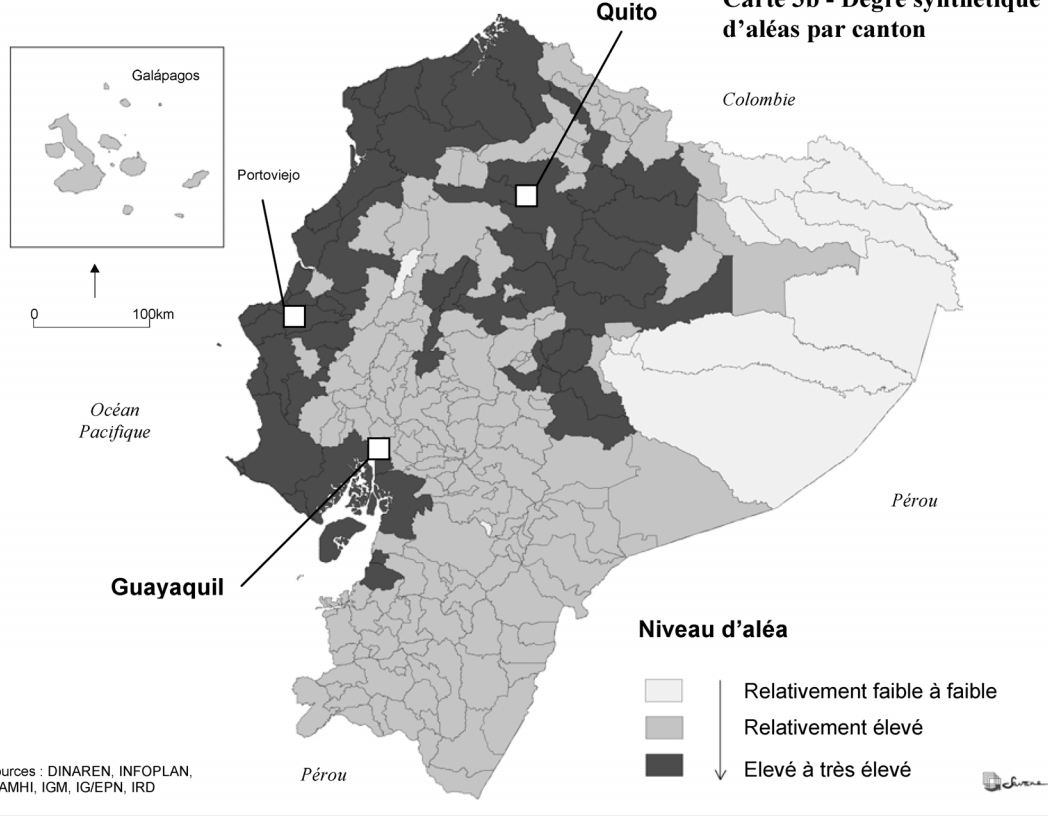 Quito
Carte 5b - Degré synthétique
d'aléas par canton
Galápagos
Colombie
Portoviejo
0 100km
Océan
Pacifique
Pérou
Guayaquil
Niveau d'aléa
Relativement faible à faible
Relativement élevé
Elevé à très élevé
Pérou
ources : DINAREN, INFOPLAN,
AMHI, IGM, IG/EPN, IRD